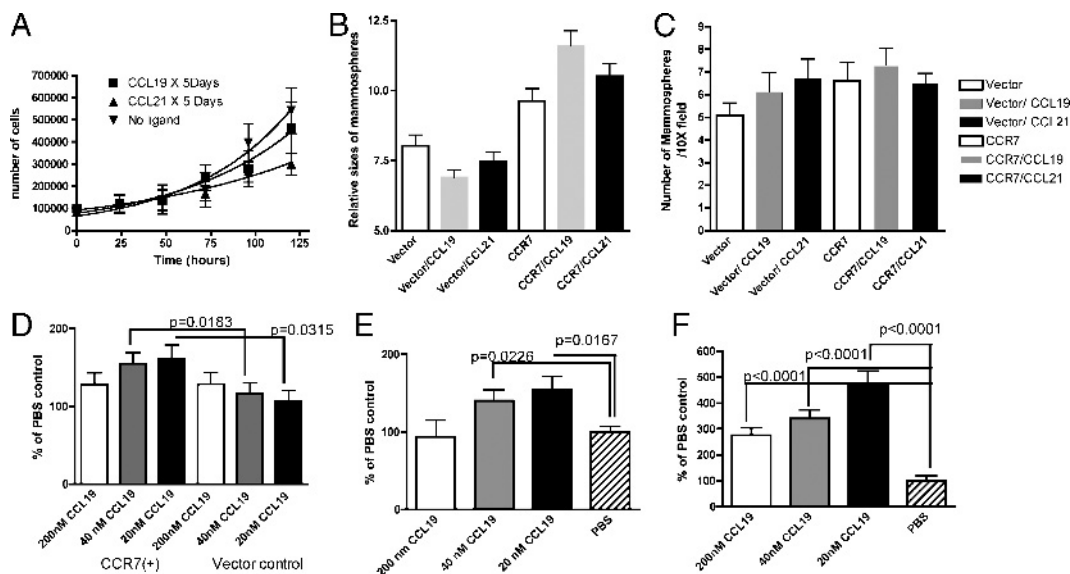 A
700000
600000
500000
400000
300000
200000
100000
0
number of cells
CCL19 X 5Days
CCL21 X 5 Days
No ligand
0 25 50 75 100 125
Time (hours)
B
12.5
10.0
7.5
5.0
Relative sizes of mammospheres
Vector
Vector/CCL19
Vector/CCL21
CCR7
CCR7/CCL19
CCR7/CCL21
C
9
8
7
6
5
4
3
2
1
0
Number of Mammospheres
/10X field
Vector
Vector/ CCL19
Vector/ CCL21
CCR7
CCR7/CCL19
CCR7/CCL21
Vector
Vector/ CCL19
Vector/ CCl 21
CCR7
CCR7/CCL19
CCR7/CCL21
D
200
100
0
% of PBS control
p=0.0183
p=0.0315
200nM CCL19
40 nM CCL19
20nM CCL19
200nM CCL19
40nM CCL19
20nM CCL19
CCR7(+)
Vector control
E
200
100
0
% of PBS control
p=0.0226
p=0.0167
200 nm CCL19
40 nM CCL19
20 nM CCL19
PBS
F
600
500
400
300
200
100
0
% of PBS control
p<0.0001
p<0.0001
p<0.0001
200nM CCL19
40nM CCL19
20nM CCL19
PBS